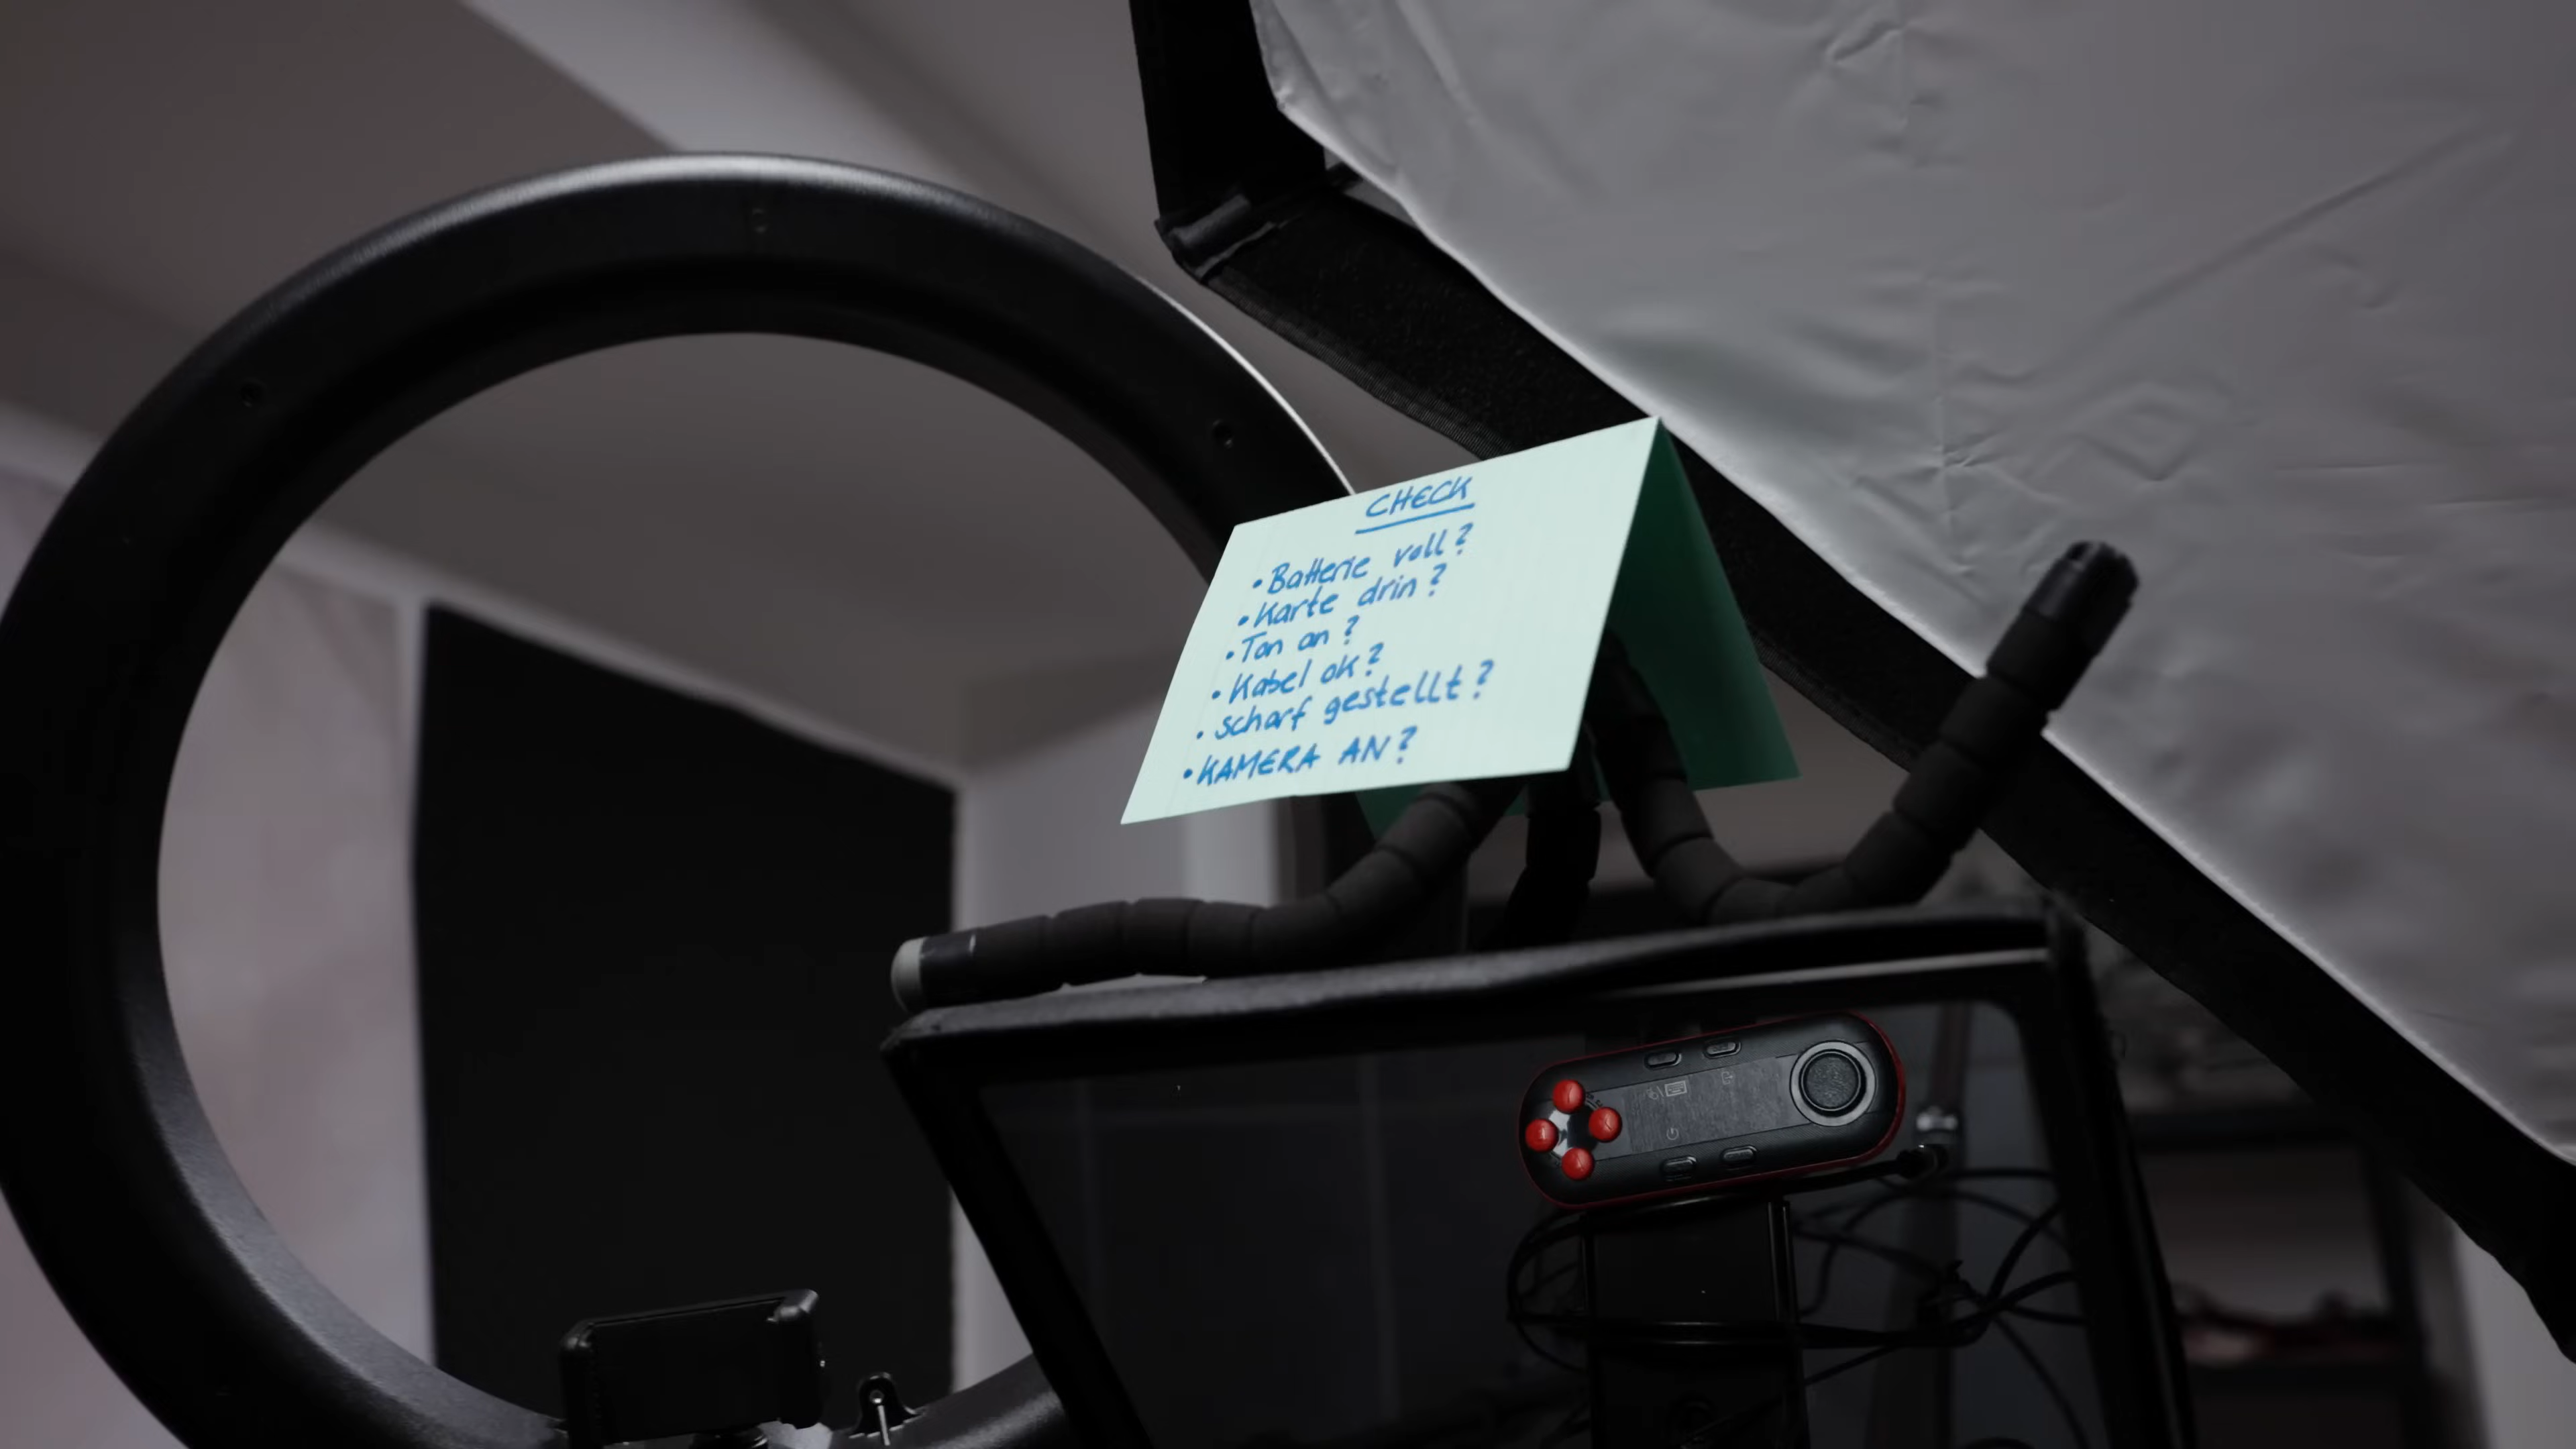 CHECK
• Batterie voll?
• Karte drin?
• Ton an?
• Kabel ok?
• scharf gestellt?
• KAMERA AN?